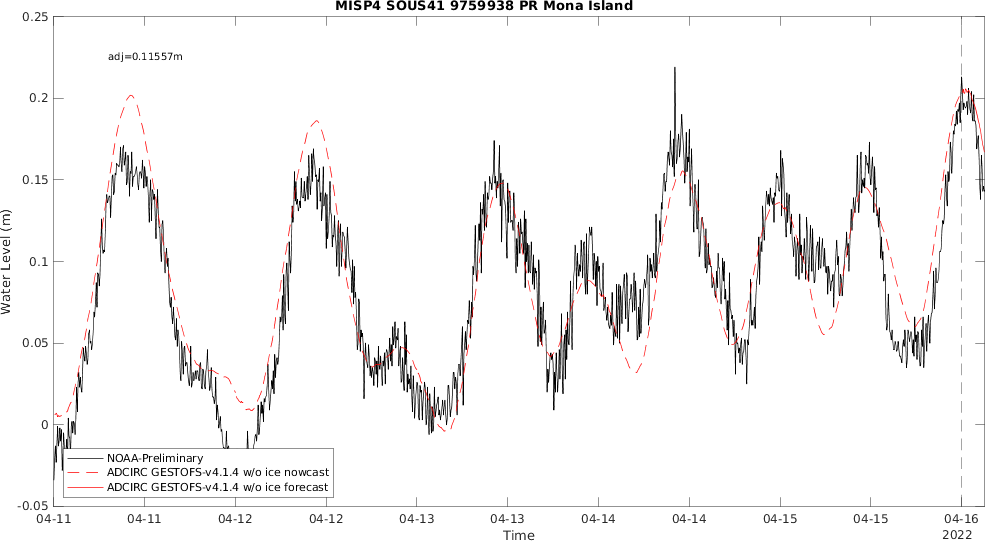 MISP4 SOUS41 9759938 PR Mona Island
0.25
adj=0.11557m
0.2
0.15
0.1
0.05
0
-0.05
Water Level (m)
NOAA-Preliminary
ADCIRC GESTOFS-v4.1.4 w/o ice nowcast
ADCIRC GESTOFS-v4.1.4 w/o ice forecast
04-11 04-11 04-12 04-12 04-13 04-13 04-14 04-14 04-15 04-15 04-16
Time 2022